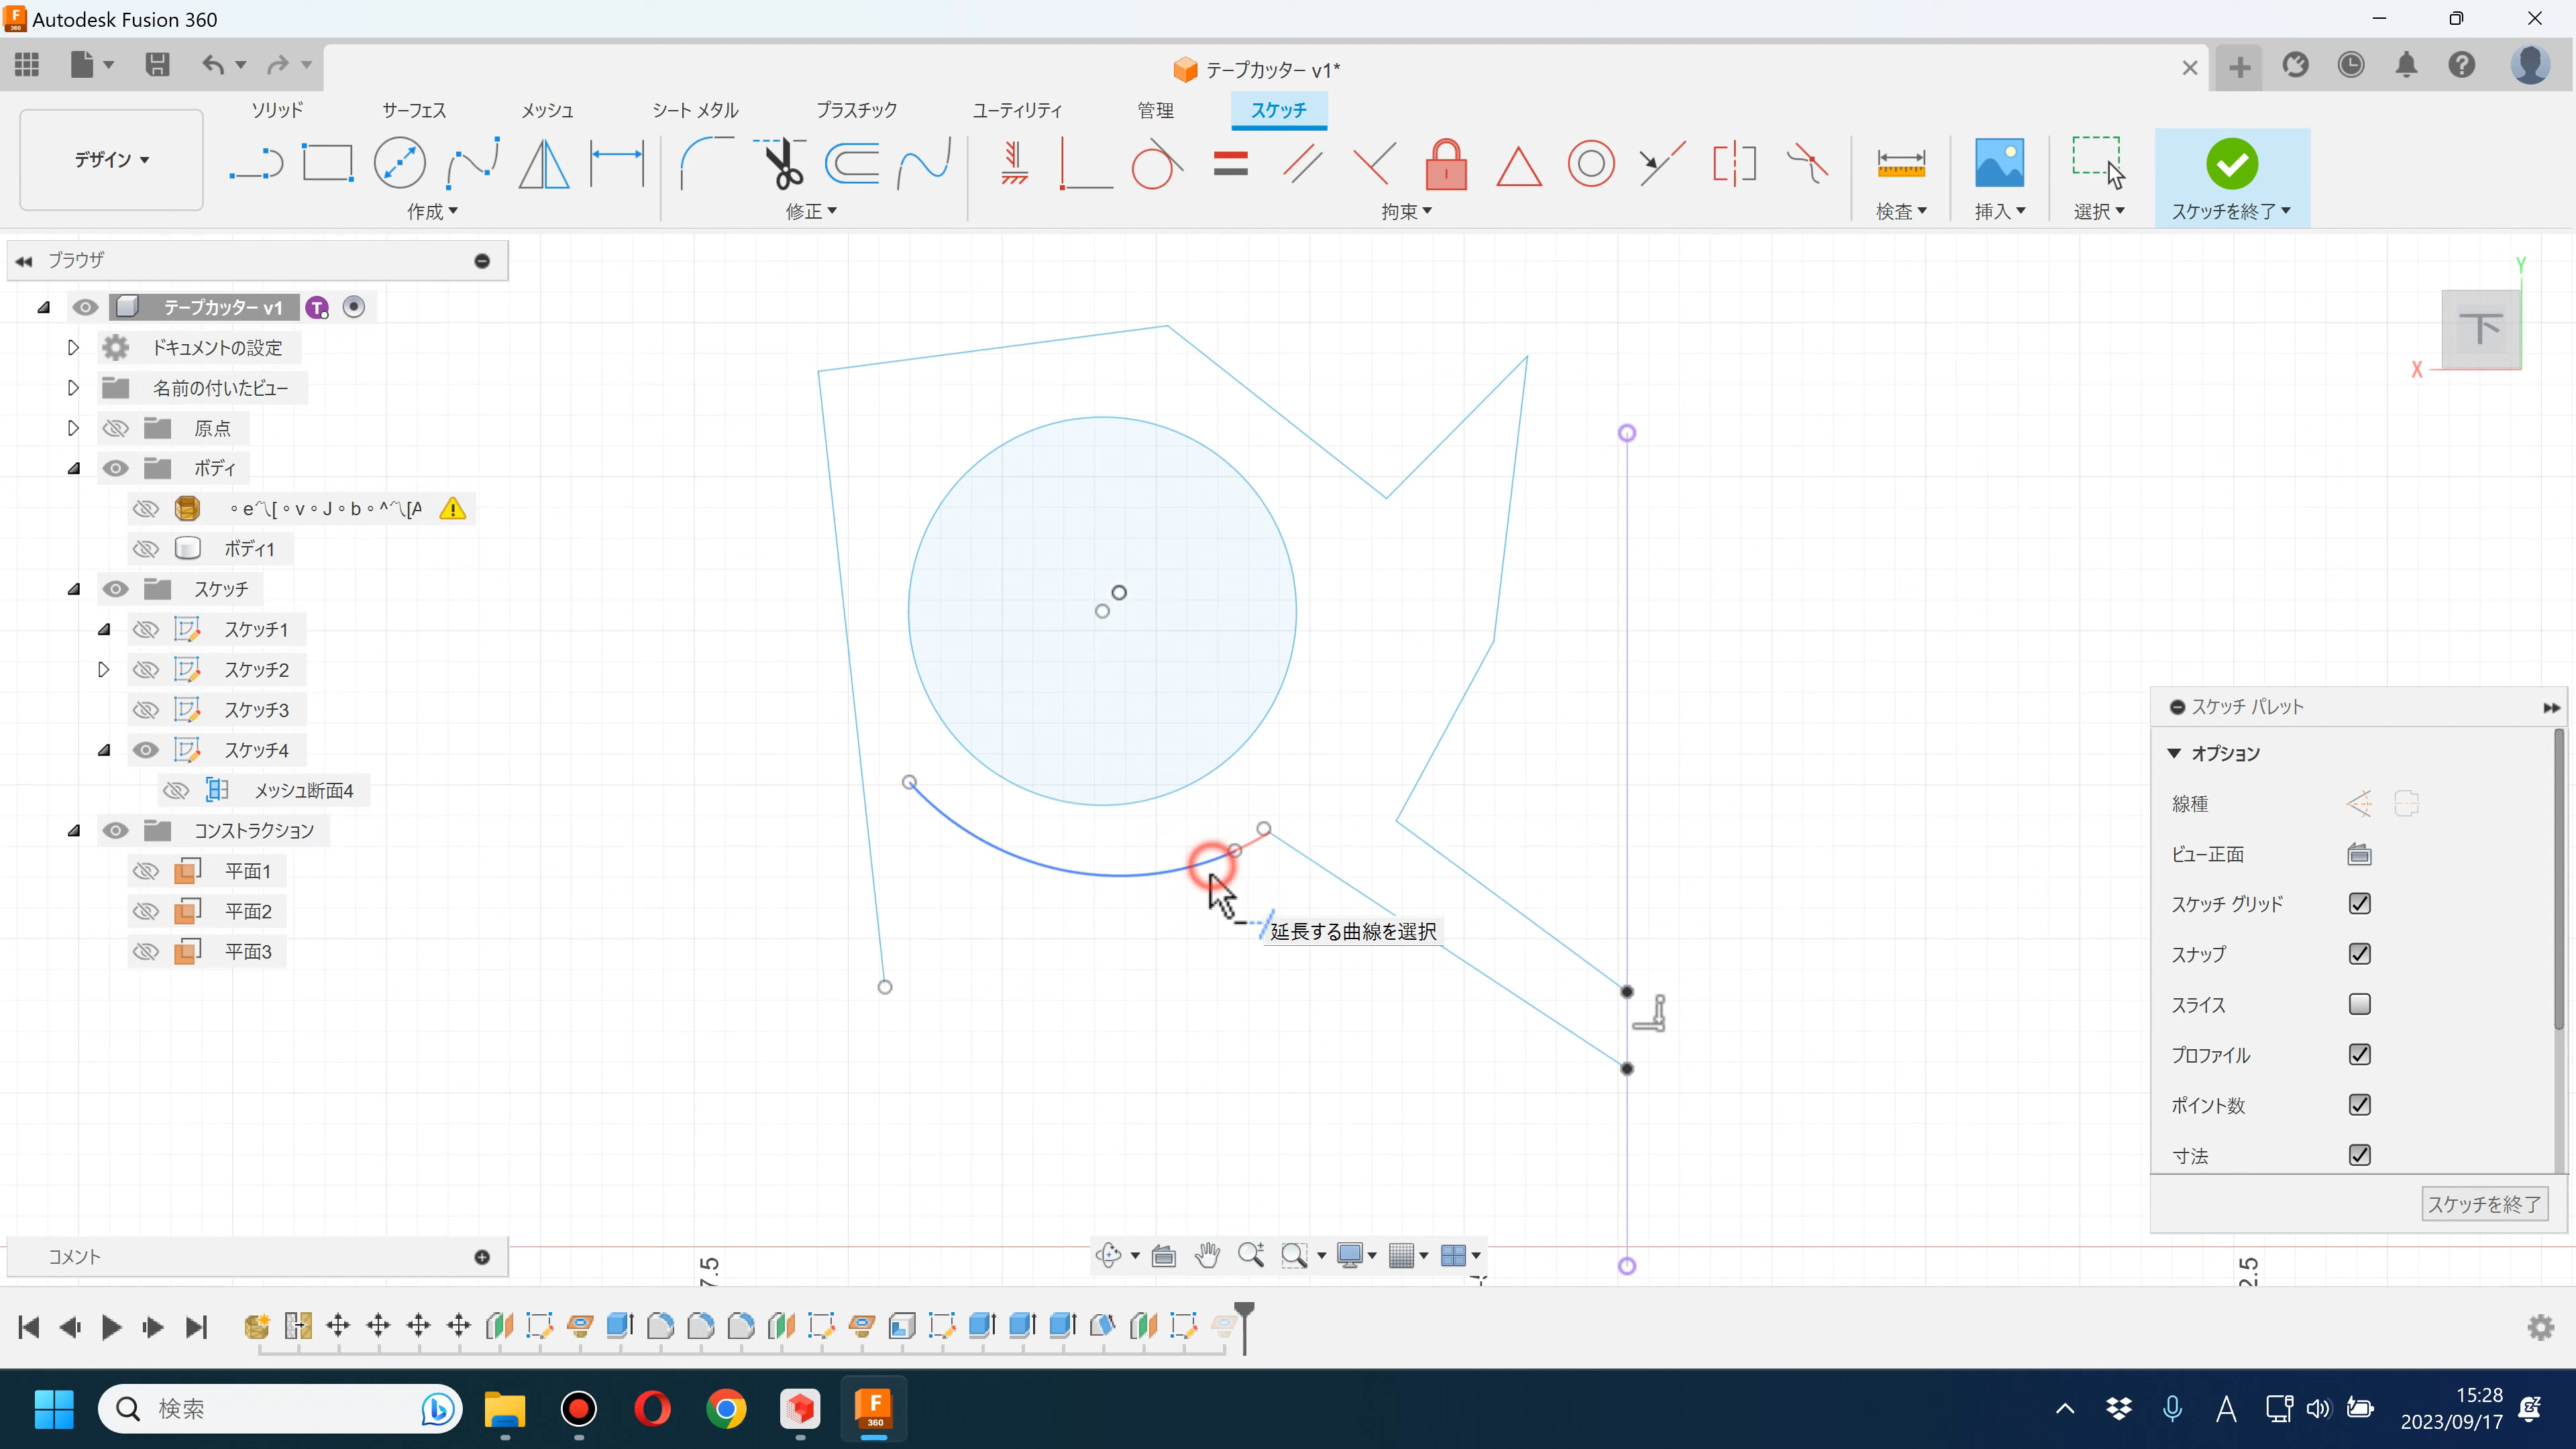 Autodesk Fusion 360
テープカッター v1*
ソリッド サーフェス メッシュ シート メタル プラスチック ユーティリティ 管理 スケッチ
デザイン
作成 修正 拘束 検査 挿入 選択 スケッチを終了
ブラウザ
テープカッター v1
ドキュメントの設定
名前の付いたビュー
原点
ボディ
ボディ1
スケッチ
スケッチ1
スケッチ2
スケッチ3
スケッチ4
メッシュ断面4
コンストラクション
平面1
平面2
平面3
延長する曲線を選択
下
X
Y
スケッチ パレット
オプション
線種
ビュー正面
スケッチ グリッド
スナップ
スライス
プロファイル
ポイント数
寸法
スケッチを終了
コメント
7.5
2.5
検索
F
360
A
15:28
2023/09/17